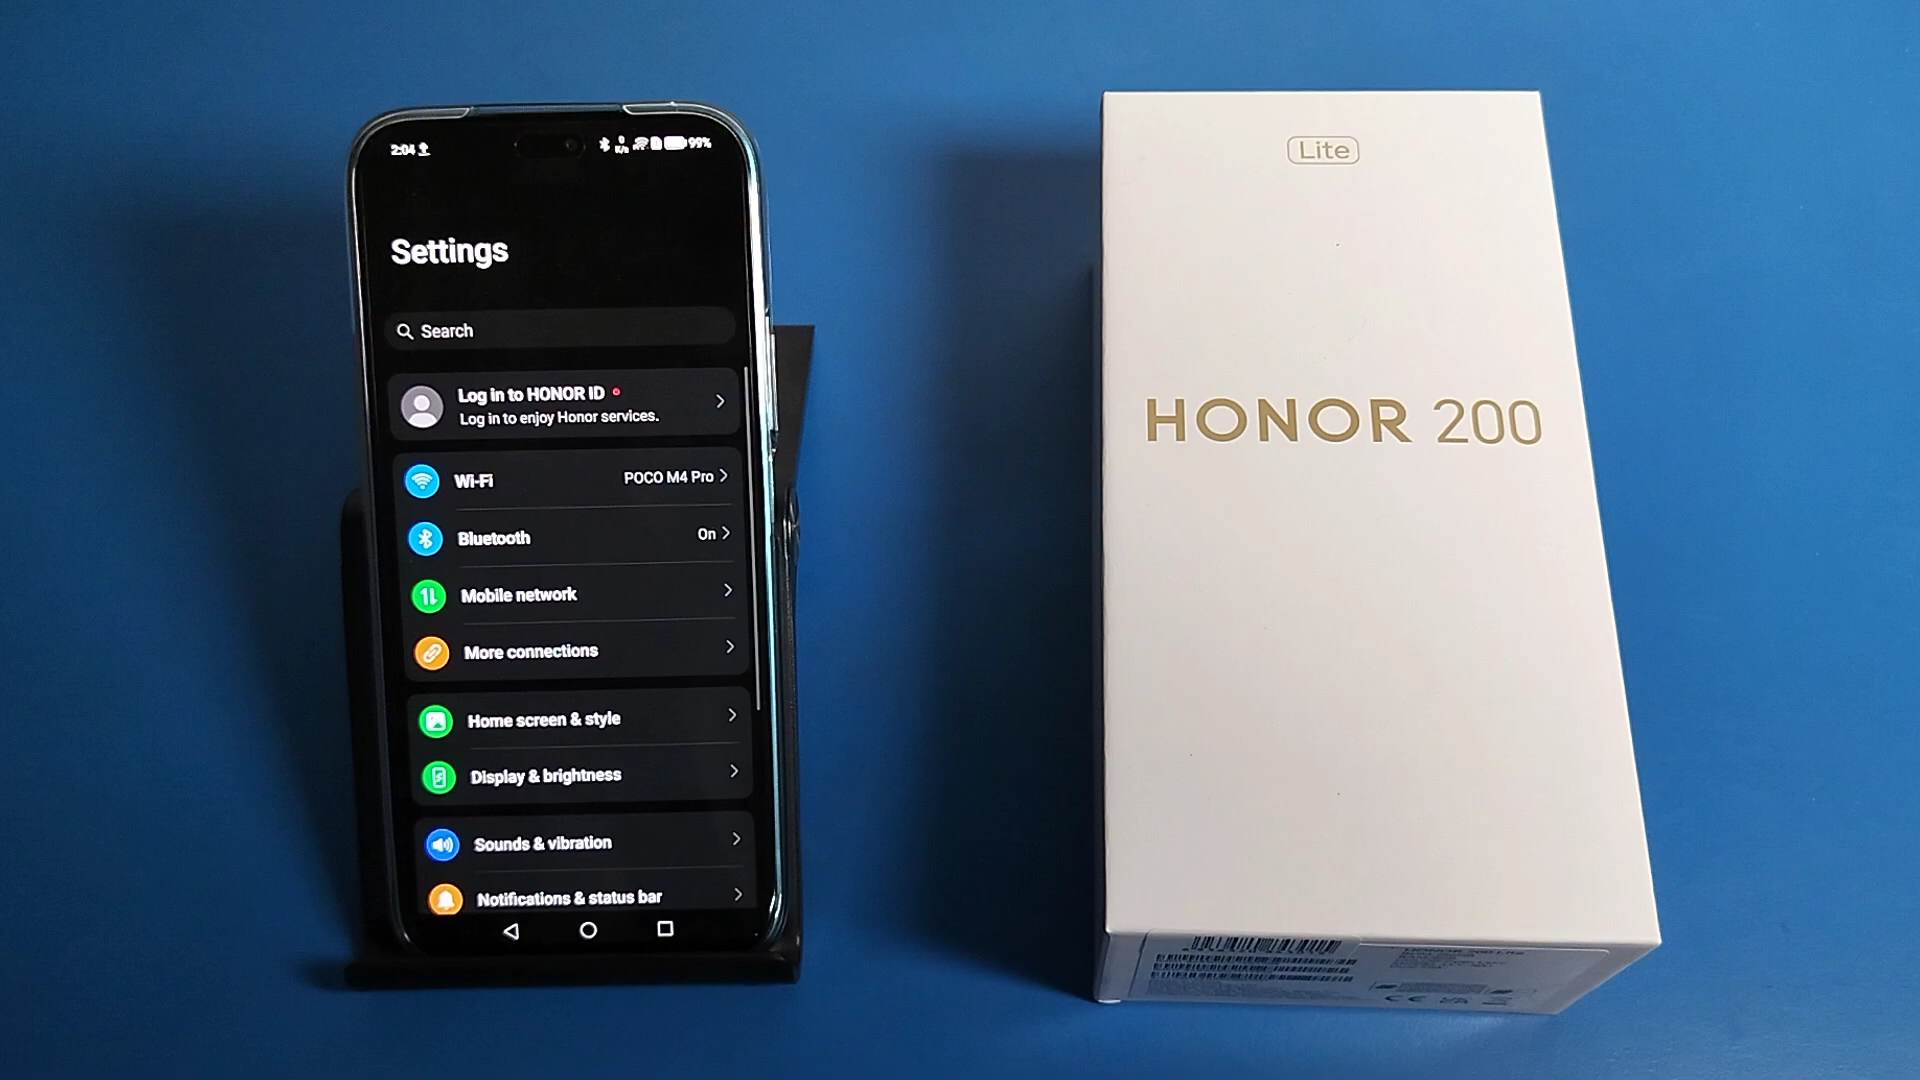 2:04
99%
Settings
Search
Log in to HONOR ID
Log in to enjoy Honor services.
Wi-Fi
POCO M4 Pro
Bluetooth
On
Mobile network
More connections
Home screen & style
Display & brightness
Sounds & vibration
Notifications & status bar
Lite
HONOR 200